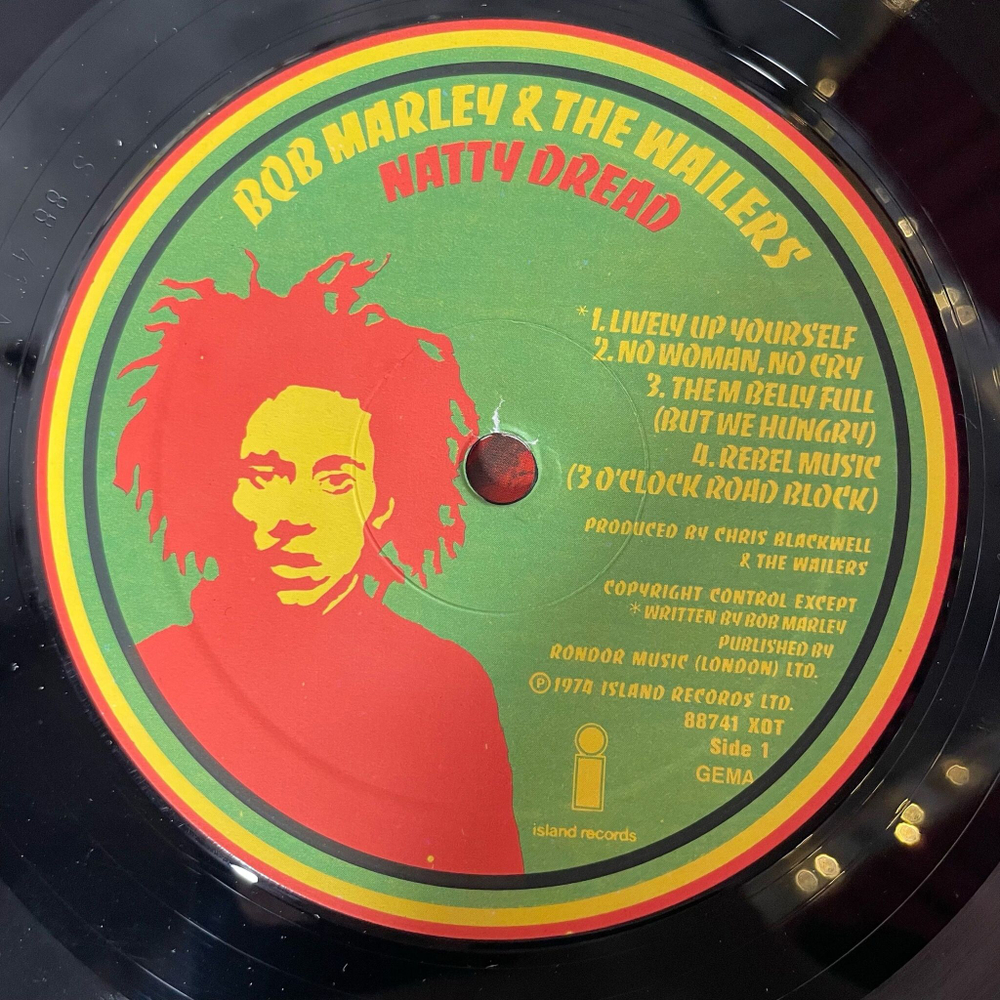 BOB MARLEY & THE WAILERS
NATTY DREAD
*1. LIVELY UP YOURSELF
2. NO WOMAN, NO CRY
3. THEM BELLY FULL
(BUT WE HUNGRY)
4. REBEL MUSIC
(3 O'CLOCK ROAD BLOCK)
PRODUCED BY CHRIS BLACKWELL
& THE WAILERS
COPYRIGHT CONTROL EXCEPT
*WRITTEN BY BOB MARLEY
PUBLISHED BY
RONDOR MUSIC (LONDON) LTD.
℗ 1974 ISLAND RECORDS LTD.
88741 XOT
Side 1
GEMA
island records